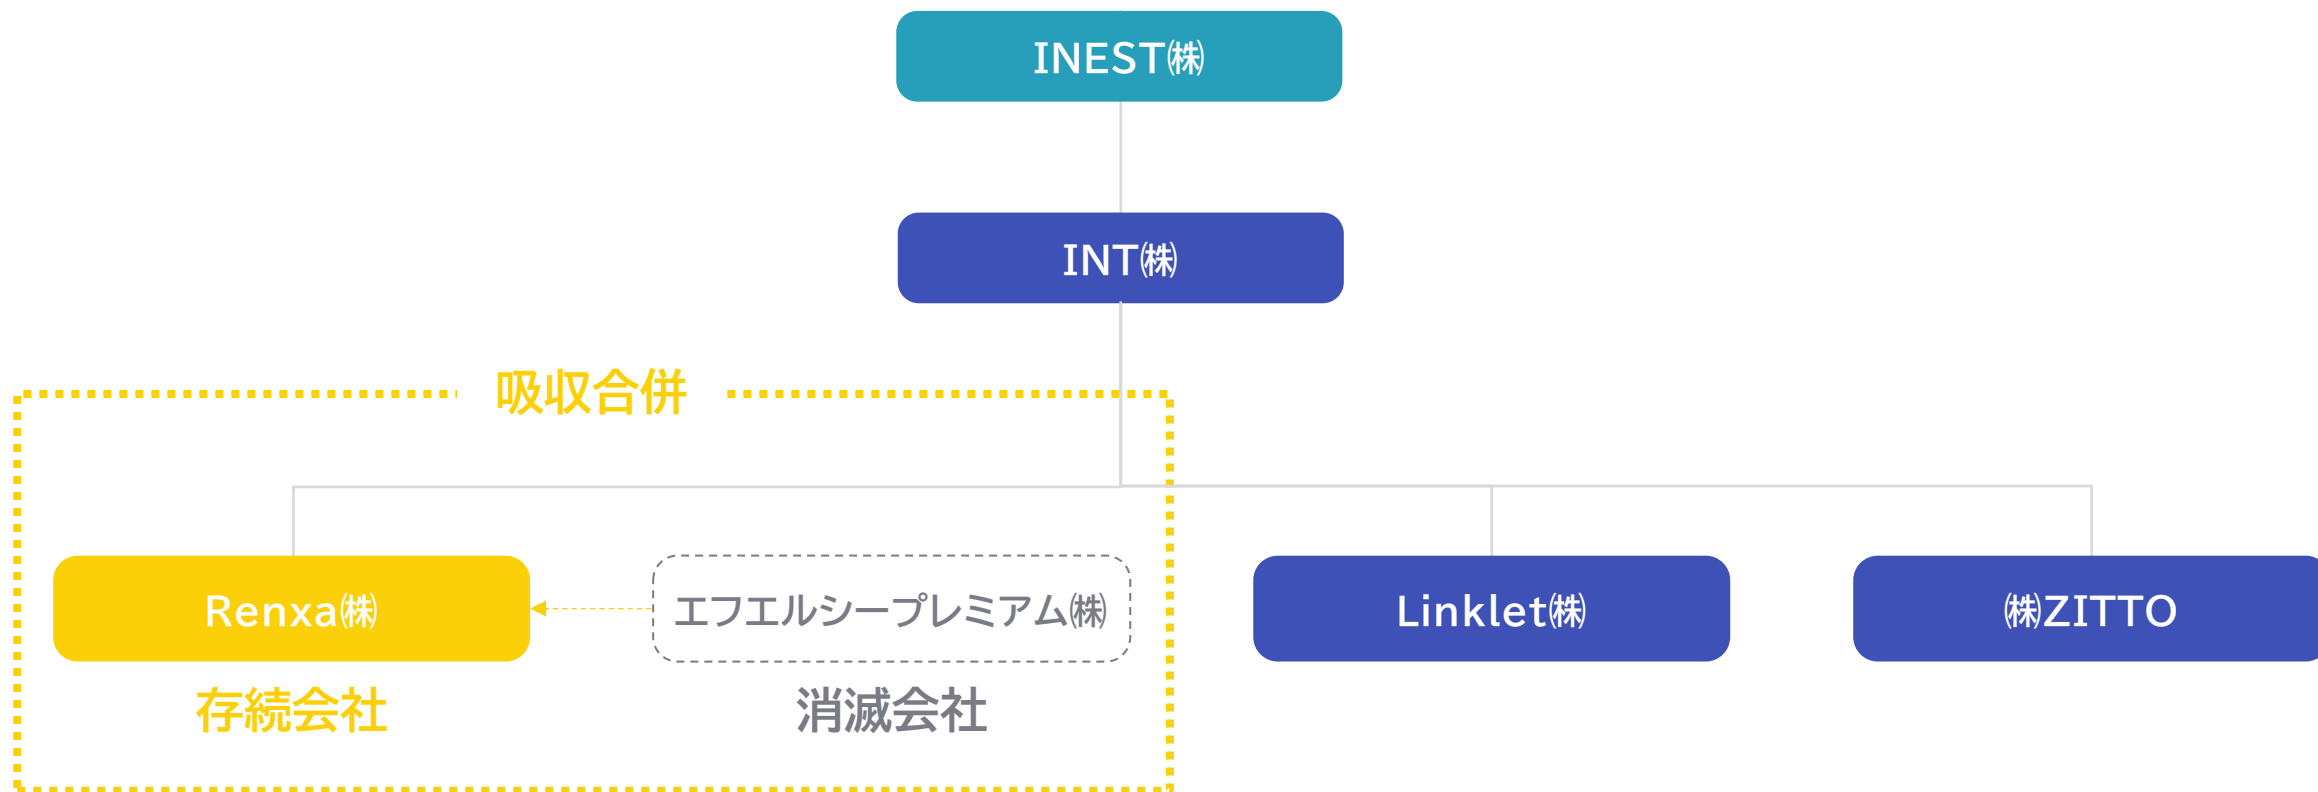 INEST㈱
INT㈱
吸収合併
Renxa㈱
エフエルシープレミアム㈱
Linklet㈱
㈱ZITTO
存続会社
消滅会社